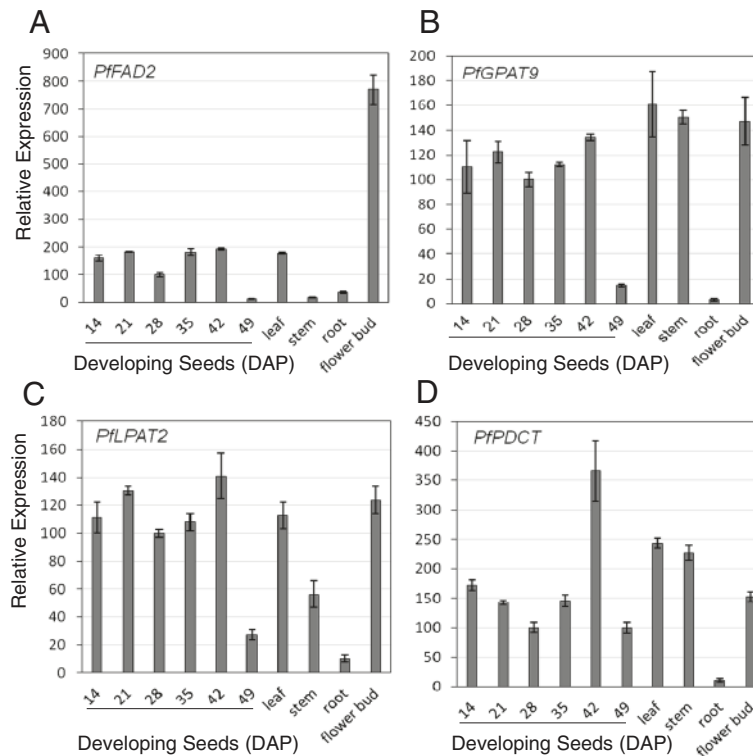 A
PfFAD2
Relative Expression
900
800
700
600
500
400
300
200
100
0
14 21 28 35 42 49 leaf stem root flower bud
Developing Seeds (DAP)
B
PfGPAT9
200
180
160
140
120
100
80
60
40
20
0
14 21 28 35 42 49 leaf stem root flower bud
Developing Seeds (DAP)
C
PfLPAT2
Relative Expression
180
160
140
120
100
80
60
40
20
0
14 21 28 35 42 49 leaf stem root flower bud
Developing Seeds (DAP)
D
PfPDCT
450
400
350
300
250
200
150
100
50
0
14 21 28 35 42 49 leaf stem root flower bud
Developing Seeds (DAP)